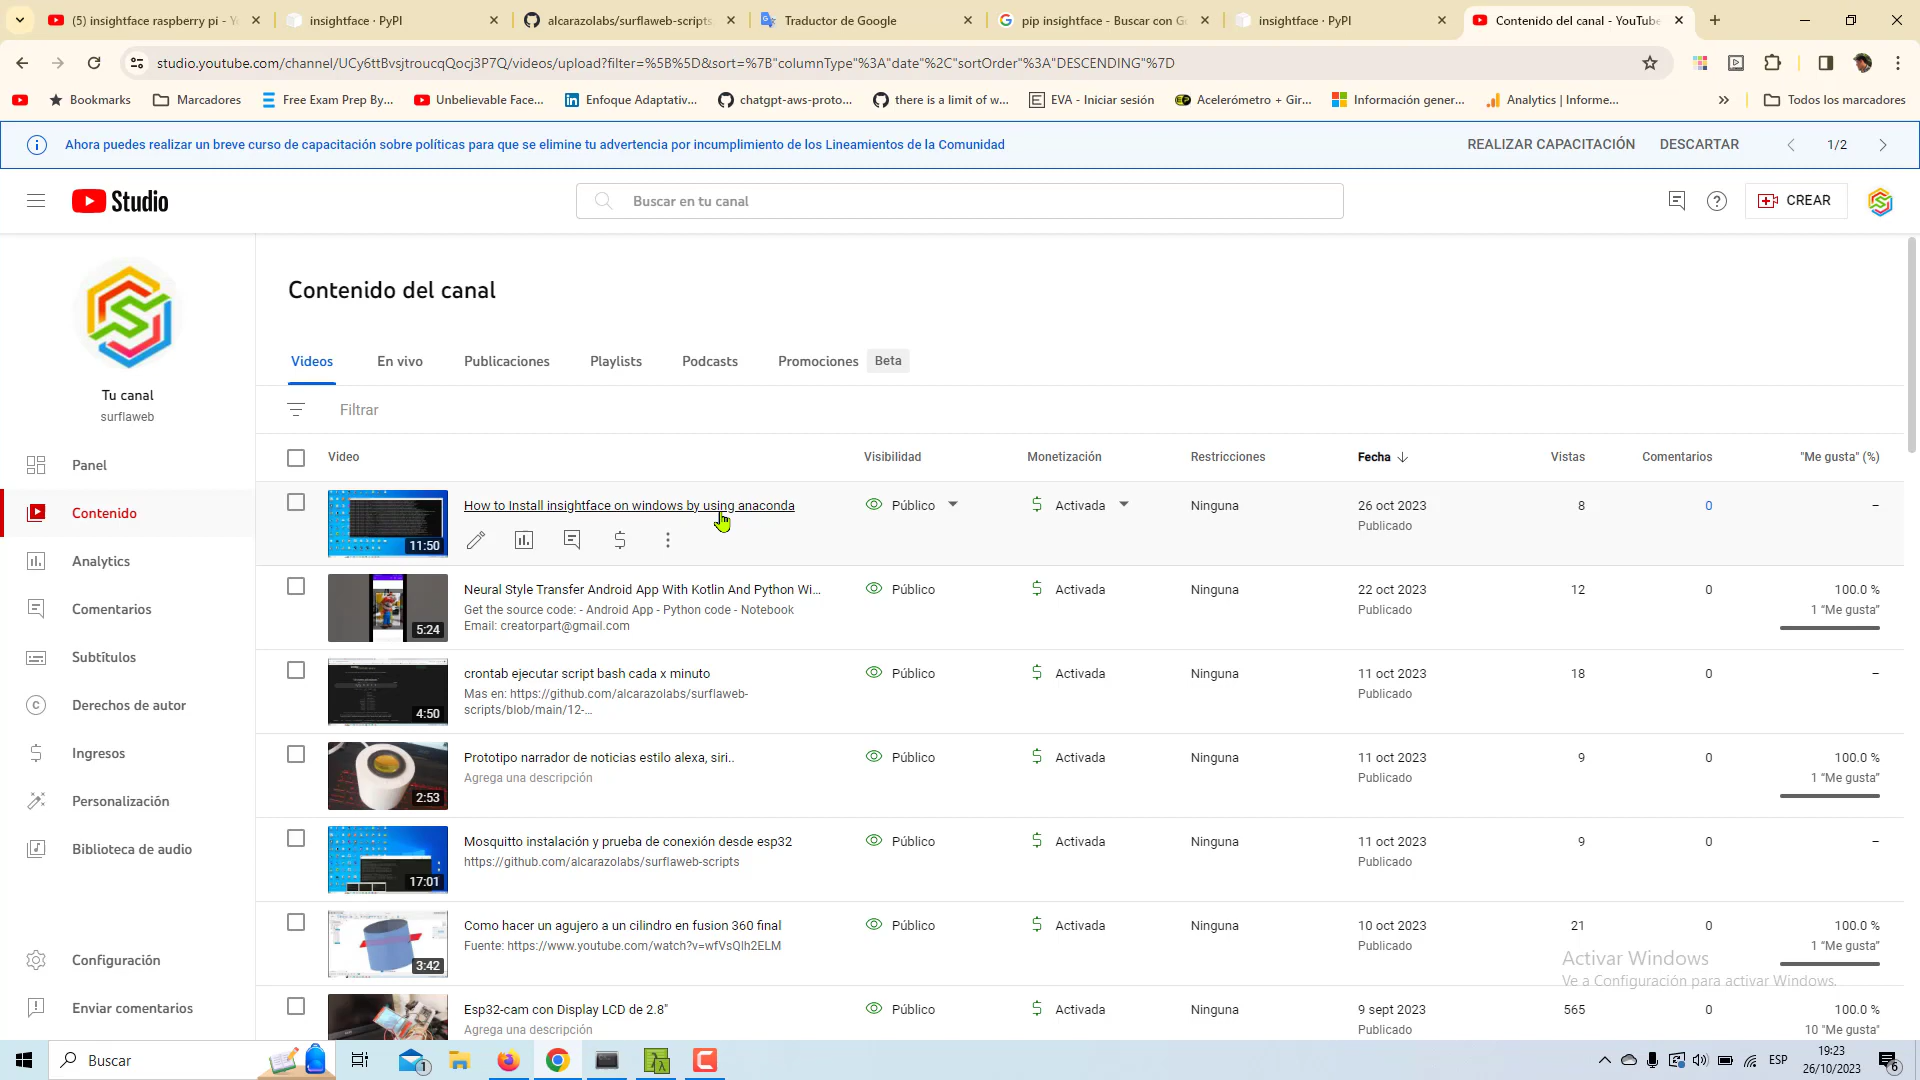 (5) insightface raspberry pi - Yo
insightface · PyPI
alcarazolabs/surflaweb-scripts
Traductor de Google
pip insightface - Buscar con G
insightface · PyPI
Contenido del canal - YouTube
studio.youtube.com/channel/UCy6ttBvsjtroucqQocj3P7Q/videos/upload?filter=%5B%5D&sort=%7B"columnType"%3A"date"%2C"sortOrder"%3A"DESCENDING"%7D
Bookmarks
Marcadores
Free Exam Prep By...
Unbelievable Face...
Enfoque Adaptativ...
chatgpt-aws-proto...
there is a limit of w...
EVA - Iniciar sesión
Acelerómetro + Gir...
Información gener...
Analytics | Informe...
Todos los marcadores
Ahora puedes realizar un breve curso de capacitación sobre políticas para que se elimine tu advertencia por incumplimiento de los Lineamientos de la Comunidad
REALIZAR CAPACITACIÓN
DESCARTAR
1/2
Studio
Buscar en tu canal
CREAR
Tu canal
surflaweb
Panel
Contenido
Analytics
Comentarios
Subtítulos
Derechos de autor
Ingresos
Personalización
Biblioteca de audio
Configuración
Enviar comentarios
Contenido del canal
Videos
En vivo
Publicaciones
Playlists
Podcasts
Promociones
Beta
Filtrar
Video
Visibilidad
Monetización
Restricciones
Fecha
Vistas
Comentarios
"Me gusta" (%)
11:50
How to Install insightface on windows by using anaconda
Público
Activada
Ninguna
26 oct 2023
Publicado
8
0
–
5:24
Neural Style Transfer Android App With Kotlin And Python Wi...
Get the source code: - Android App - Python code - Notebook
Email: creatorpart@gmail.com
Público
Activada
Ninguna
22 oct 2023
Publicado
12
0
100.0 %
1 "Me gusta"
4:50
crontab ejecutar script bash cada x minuto
Mas en: https://github.com/alcarazolabs/surflaweb-
scripts/blob/main/12-...
Público
Activada
Ninguna
11 oct 2023
Publicado
18
0
–
2:53
Prototipo narrador de noticias estilo alexa, siri..
Agrega una descripción
Público
Activada
Ninguna
11 oct 2023
Publicado
9
0
100.0 %
1 "Me gusta"
17:01
Mosquitto instalación y prueba de conexión desde esp32
https://github.com/alcarazolabs/surflaweb-scripts
Público
Activada
Ninguna
11 oct 2023
Publicado
9
0
–
3:42
Como hacer un agujero a un cilindro en fusion 360 final
Fuente: https://www.youtube.com/watch?v=wfVsQIh2ELM
Público
Activada
Ninguna
10 oct 2023
Publicado
21
0
100.0 %
1 "Me gusta"
Esp32-cam con Display LCD de 2.8"
Agrega una descripción
Público
Activada
Ninguna
9 sept 2023
Publicado
565
0
100.0 %
10 "Me gusta"
Activar Windows
Ve a Configuración para activar Windows.
Buscar
1
ESP
19:23
26/10/2023
6